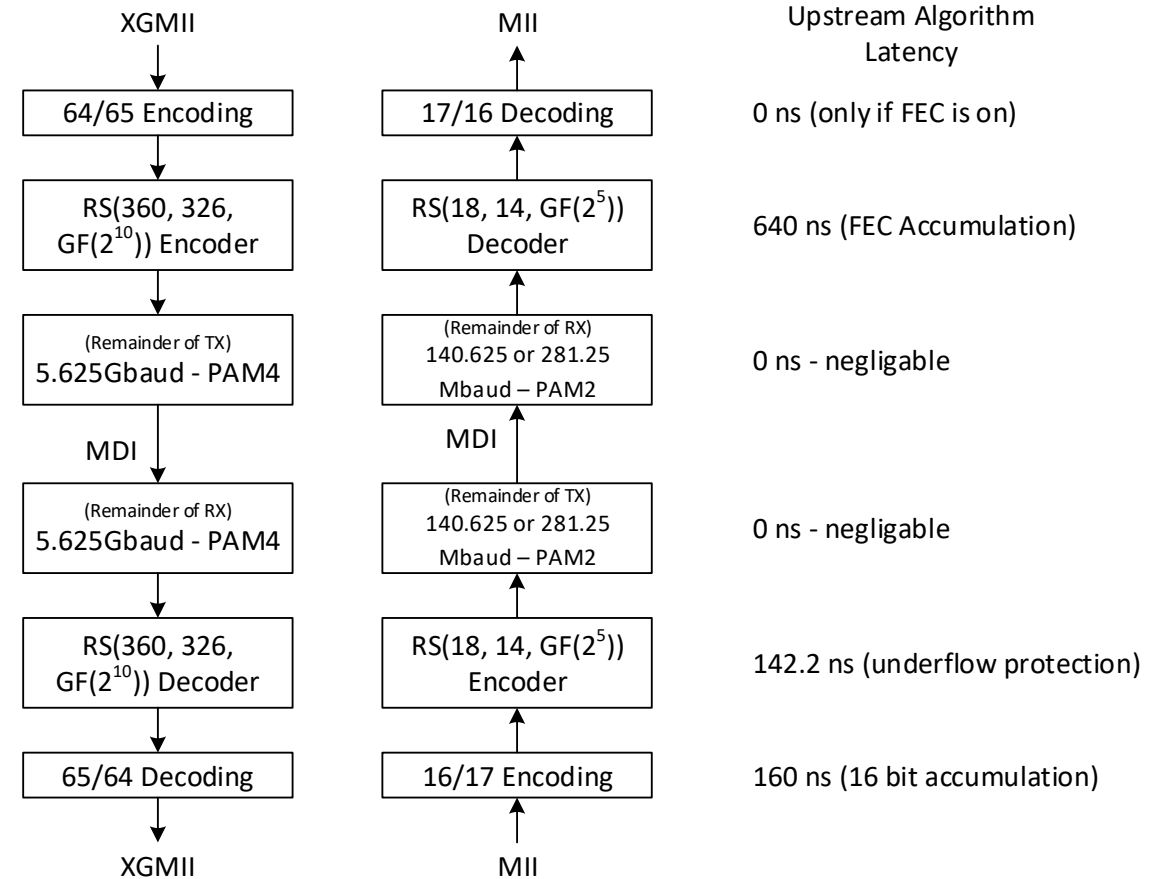 XGMII
64/65 Encoding
RS(360, 326,
GF(2^10)) Encoder
(Remainder of TX)
5.625Gbaud - PAM4
MDI
(Remainder of RX)
5.625Gbaud - PAM4
RS(360, 326,
GF(2^10)) Decoder
65/64 Decoding
XGMII
MII
17/16 Decoding
RS(18, 14, GF(2^5))
Decoder
(Remainder of RX)
140.625 or 281.25
Mbaud – PAM2
MDI
(Remainder of TX)
140.625 or 281.25
Mbaud – PAM2
RS(18, 14, GF(2^5))
Encoder
16/17 Encoding
MII
Upstream Algorithm
Latency
0 ns (only if FEC is on)
640 ns (FEC Accumulation)
0 ns - negligable
0 ns - negligable
142.2 ns (underflow protection)
160 ns (16 bit accumulation)